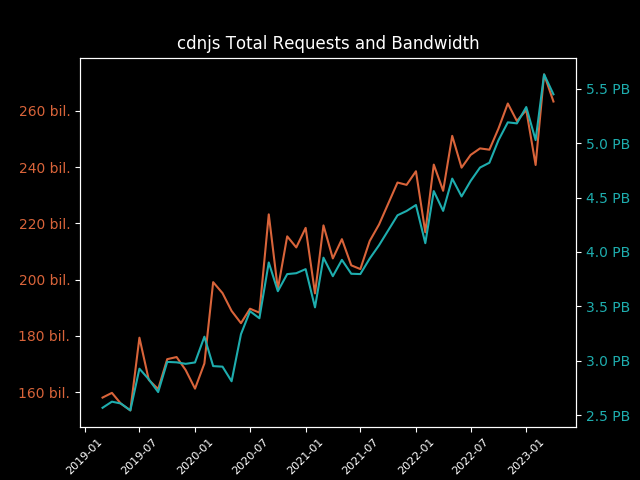 cdnjs Total Requests and Bandwidth
260 bil.
240 bil.
220 bil.
200 bil.
180 bil.
160 bil.
5.5 PB
5.0 PB
4.5 PB
4.0 PB
3.5 PB
3.0 PB
2.5 PB
2019-01
2019-07
2020-01
2020-07
2021-01
2021-07
2022-01
2022-07
2023-01